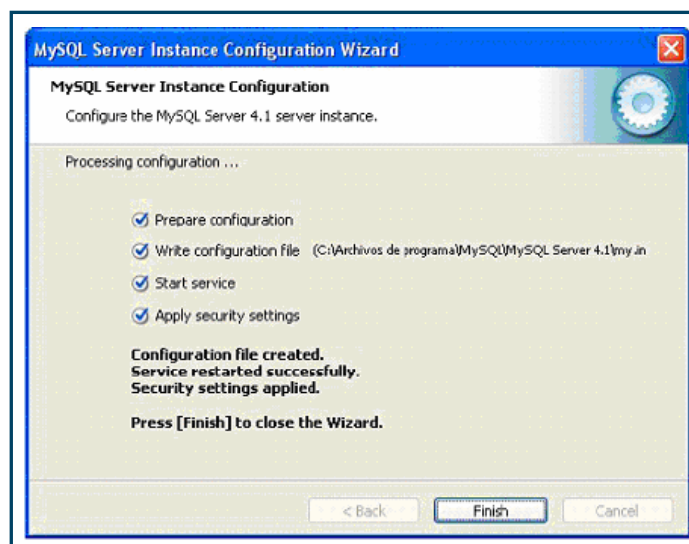 MySQL Server Instance Configuration Wizard
MySQL Server Instance Configuration
Configure the MySQL Server 4.1 server instance.
Processing configuration ...
Prepare configuration
Write configuration file (C:\Archivos de programa\MySQL\MySQL Server 4.1\my.in
Start service
Apply security settings
Configuration file created.
Service restarted successfully.
Security settings applied.
Press [Finish] to close the Wizard.
< Back Finish Cancel